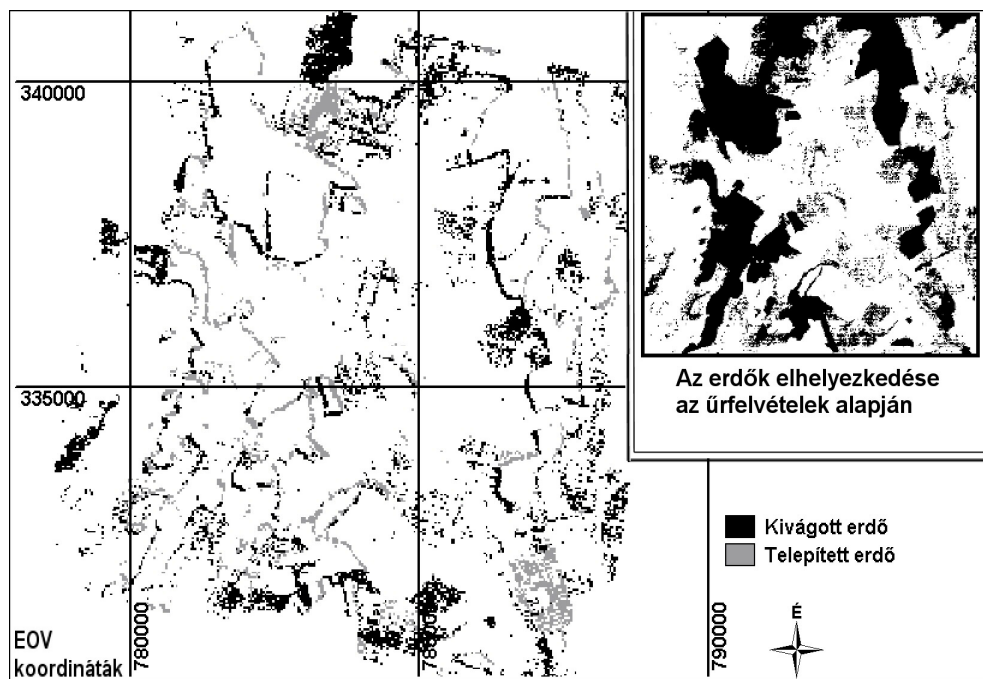 340000
335000
780000
790000
EOV
koordináták
Az erdők elhelyezkedése
az űrfelvételek alapján
Kivágott erdő
Telepített erdő
É